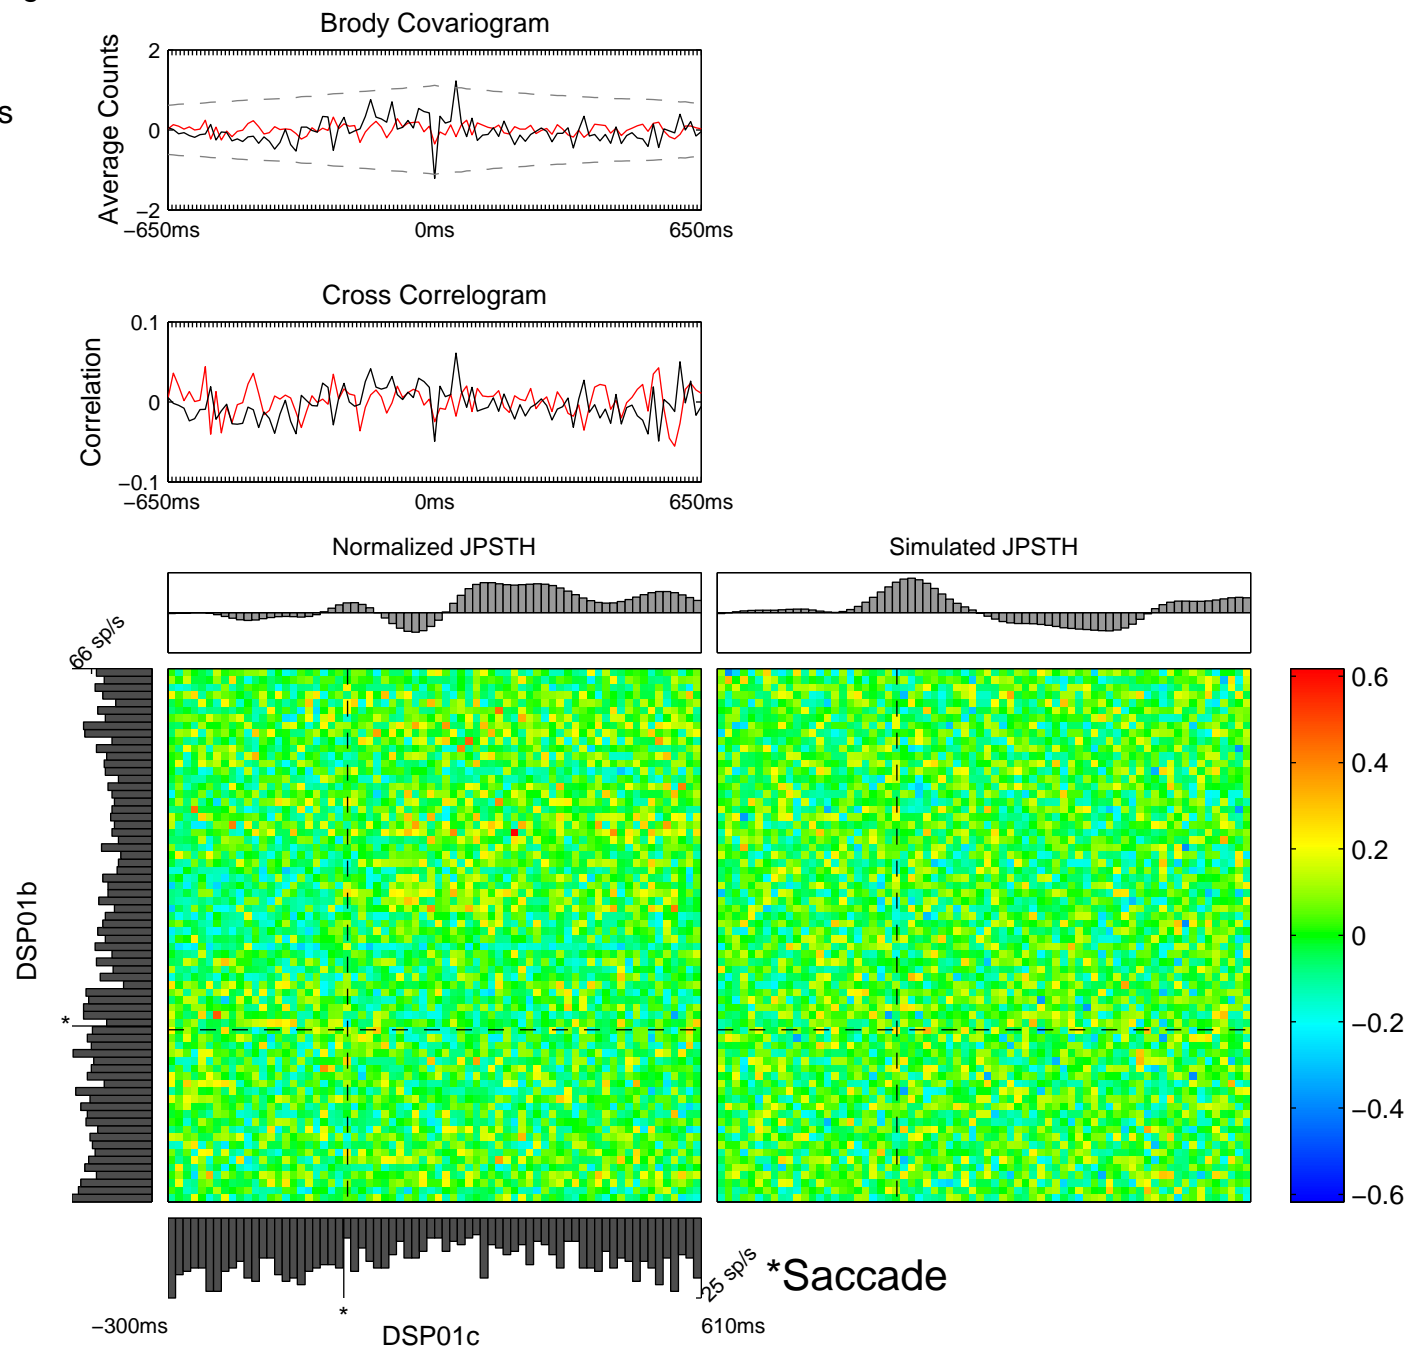 g
Brody Covariogram
s
Average Counts
2
0
−2
−650ms 0ms 650ms
Cross Correlogram
Correlation
0.1
0
−0.1
−650ms 0ms 650ms
Normalized JPSTH
Simulated JPSTH
66 sp/s
DSP01b
*
0.6
0.4
0.2
0
−0.2
−0.4
−0.6
25 sp/s
*Saccade
*
−300ms
DSP01c
610ms